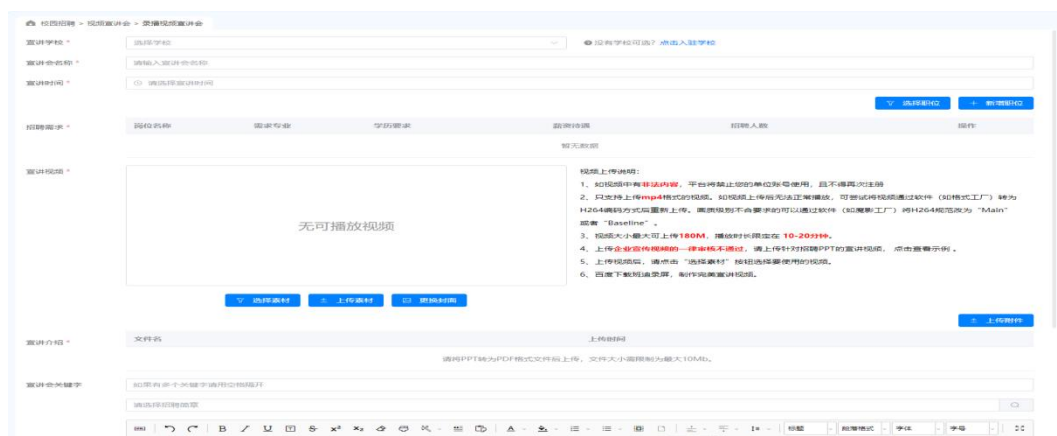 校园招聘 > 视频宣讲会 > 录播视频宣讲会
宣讲学校 * 选择学校 没有学校可选？点击入驻学校
宣讲会名称 * 请输入宣讲会名称
宣讲时间 * 请选择宣讲时间
选择职位 + 新增职位
招聘需求 * 岗位名称 需求专业 学历要求 薪资待遇 招聘人数 操作
暂无数据
宣讲视频 * 视频上传说明：
1、如视频中有非法内容，平台将禁止您的单位账号使用，且不得再次注册
2、只支持上传mp4格式的视频。如视频上传后无法正常播放，可尝试将视频通过软件（如格式工厂）转为
H264编码方式后重新上传。画质级别不合要求的可以通过软件（如魔影工厂）将H264规范改为“Main”
或者“Baseline”。
无可播放视频
3、视频大小最大可上传180M，播放时长限定在 10-20分钟。
4、上传企业宣传视频的一律审核不通过，请上传针对招聘PPT的宣讲视频，点击查看示例 。
5、上传视频后，请点击“选择素材”按钮选择要使用的视频。
6、百度下载班迪录屏，制作完美宣讲视频。
选择素材 上传素材 更换封面
上传附件
宣讲介绍 * 文件名 上传时间
请将PPT转为PDF格式文件后上传，文件大小需限制为最大10Mb。
宣讲会关键字 如果有多个关键字请用空格隔开
请选择招聘简章
B I U S x² x₂ A 标题 段落格式 字体 字号